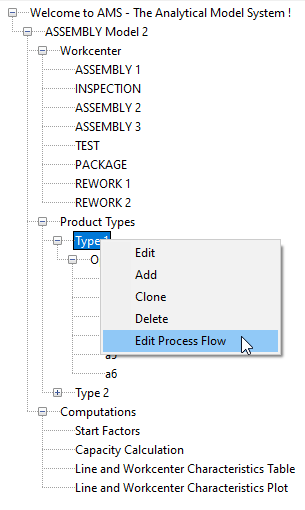 Welcome to AMS - The Analytical Model System !
ASSEMBLY Model 2
Workcenter
ASSEMBLY 1
INSPECTION
ASSEMBLY 2
ASSEMBLY 3
TEST
PACKAGE
REWORK 1
REWORK 2
Product Types
Type 1
O
Edit
Add
Clone
Delete
Edit Process Flow
a6
Type 2
Computations
Start Factors
Capacity Calculation
Line and Workcenter Characteristics Table
Line and Workcenter Characteristics Plot